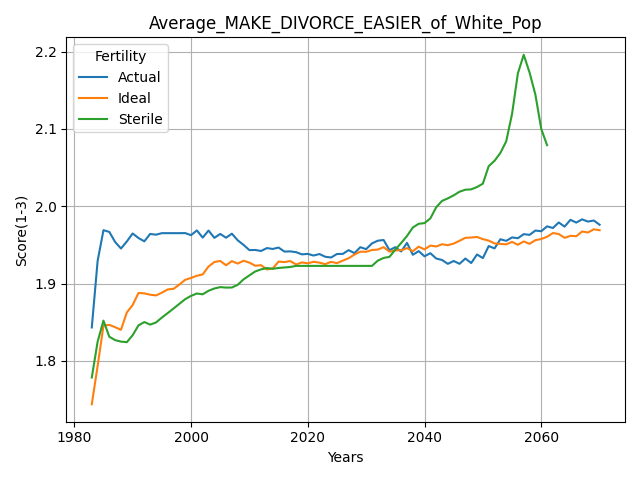 Average_MAKE_DIVORCE_EASIER_of_White_Pop
Fertility
Actual
Ideal
Sterile
Score(1-3)
2.2
2.1
2.0
1.9
1.8
1980
2000
2020
2040
2060
Years